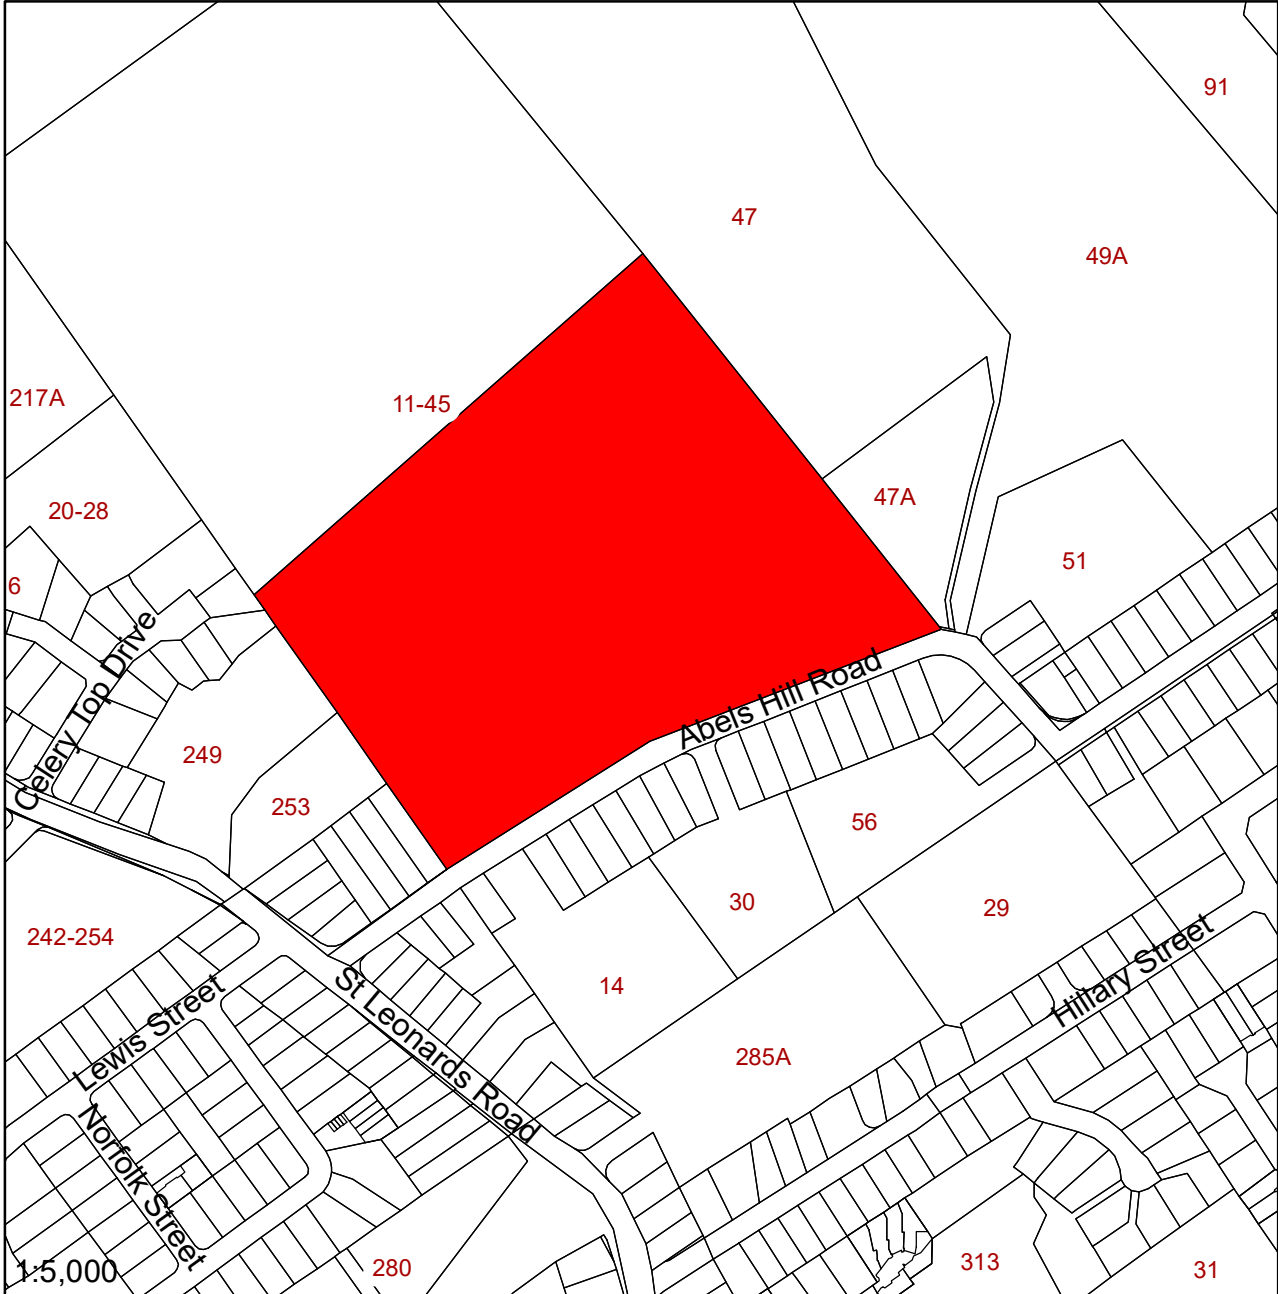 91
47
49A
217A
11-45
20-28
47A
51
6
Celery Top Drive
Abels Hill Road
249
253
56
30
29
242-254
14
Hillary Street
Lewis Street
St Leonards Road
285A
Norfolk Street
1:5,000
280
313
31